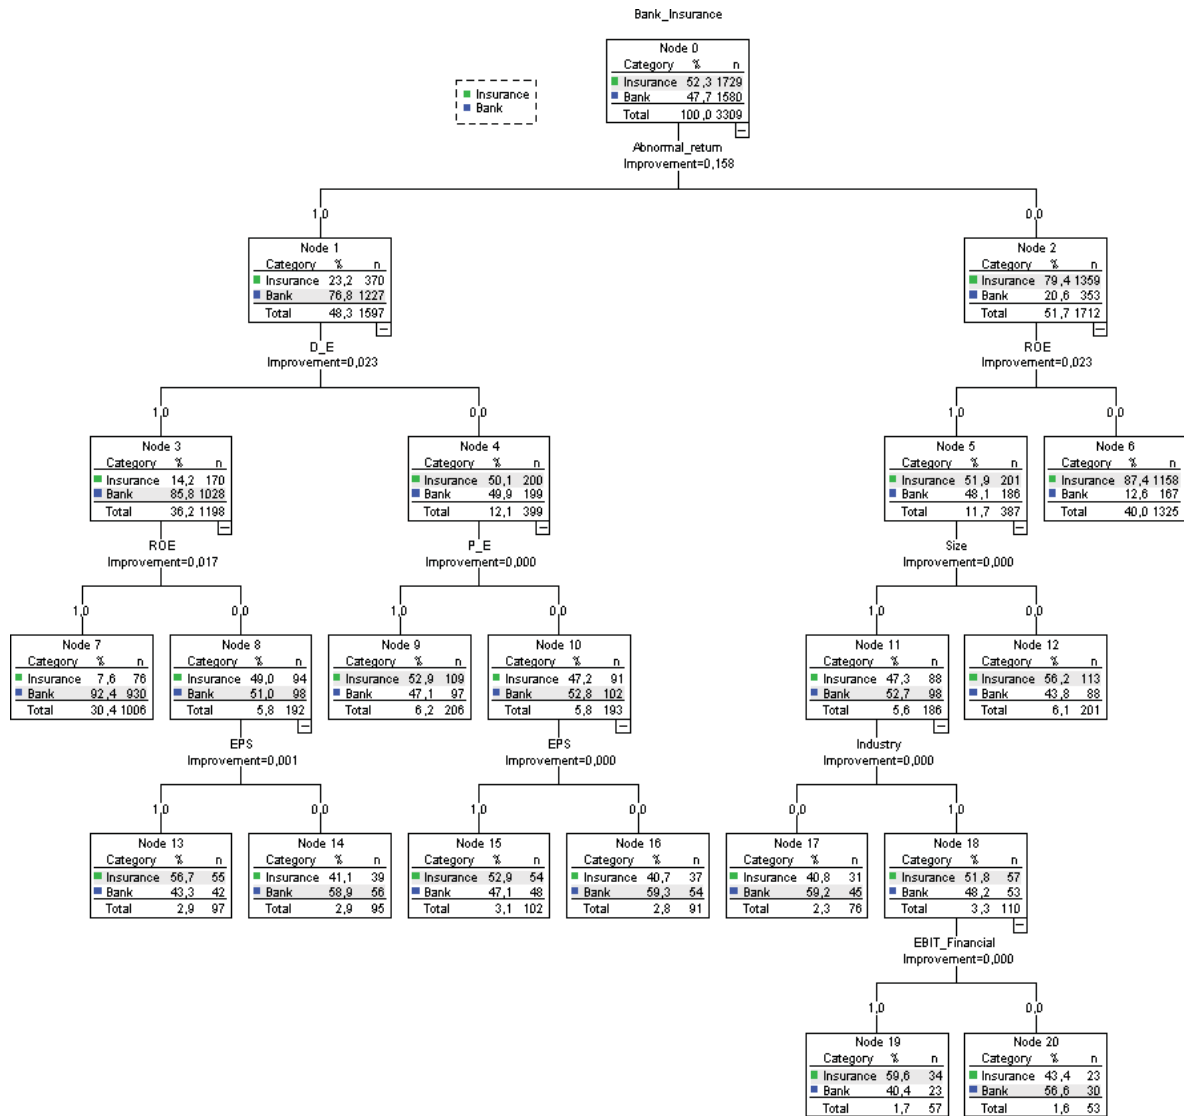 Bank_Insurance
Insurance
Bank
Node 0
Category % n
Insurance 52,3 1729
Bank 47,7 1580
Total 100,0 3309
Abnormal_return
Improvement=0,158
1,0
0,0
Node 1
Category % n
Insurance 23,2 370
Bank 76,8 1227
Total 48,3 1597
D_E
Improvement=0,023
Node 2
Category % n
Insurance 79,4 1359
Bank 20,6 353
Total 51,7 1712
ROE
Improvement=0,023
1,0
0,0
1,0
0,0
Node 3
Category % n
Insurance 14,2 170
Bank 85,8 1028
Total 36,2 1198
ROE
Improvement=0,017
Node 4
Category % n
Insurance 50,1 200
Bank 49,9 199
Total 12,1 399
P_E
Improvement=0,000
Node 5
Category % n
Insurance 51,9 201
Bank 48,1 186
Total 11,7 387
Size
Improvement=0,000
Node 6
Category % n
Insurance 87,4 1158
Bank 12,6 167
Total 40,0 1325
1,0
0,0
1,0
0,0
1,0
0,0
Node 7
Category % n
Insurance 7,6 76
Bank 92,4 930
Total 30,4 1006
Node 8
Category % n
Insurance 49,0 94
Bank 51,0 98
Total 5,8 192
EPS
Improvement=0,001
Node 9
Category % n
Insurance 52,9 109
Bank 47,1 97
Total 6,2 206
Node 10
Category % n
Insurance 47,2 91
Bank 52,8 102
Total 5,8 193
EPS
Improvement=0,000
Node 11
Category % n
Insurance 47,3 88
Bank 52,7 98
Total 5,6 186
Industry
Improvement=0,000
Node 12
Category % n
Insurance 56,2 113
Bank 43,8 88
Total 6,1 201
1,0
0,0
1,0
0,0
0,0
1,0
Node 13
Category % n
Insurance 56,7 55
Bank 43,3 42
Total 2,9 97
Node 14
Category % n
Insurance 41,1 39
Bank 58,9 56
Total 2,9 95
Node 15
Category % n
Insurance 52,9 54
Bank 47,1 48
Total 3,1 102
Node 16
Category % n
Insurance 40,7 37
Bank 59,3 54
Total 2,8 91
Node 17
Category % n
Insurance 40,8 31
Bank 59,2 45
Total 2,3 76
Node 18
Category % n
Insurance 51,8 57
Bank 48,2 53
Total 3,3 110
EBIT_Financial
Improvement=0,000
1,0
0,0
Node 19
Category % n
Insurance 59,6 34
Bank 40,4 23
Total 1,7 57
Node 20
Category % n
Insurance 43,4 23
Bank 56,6 30
Total 1,6 53